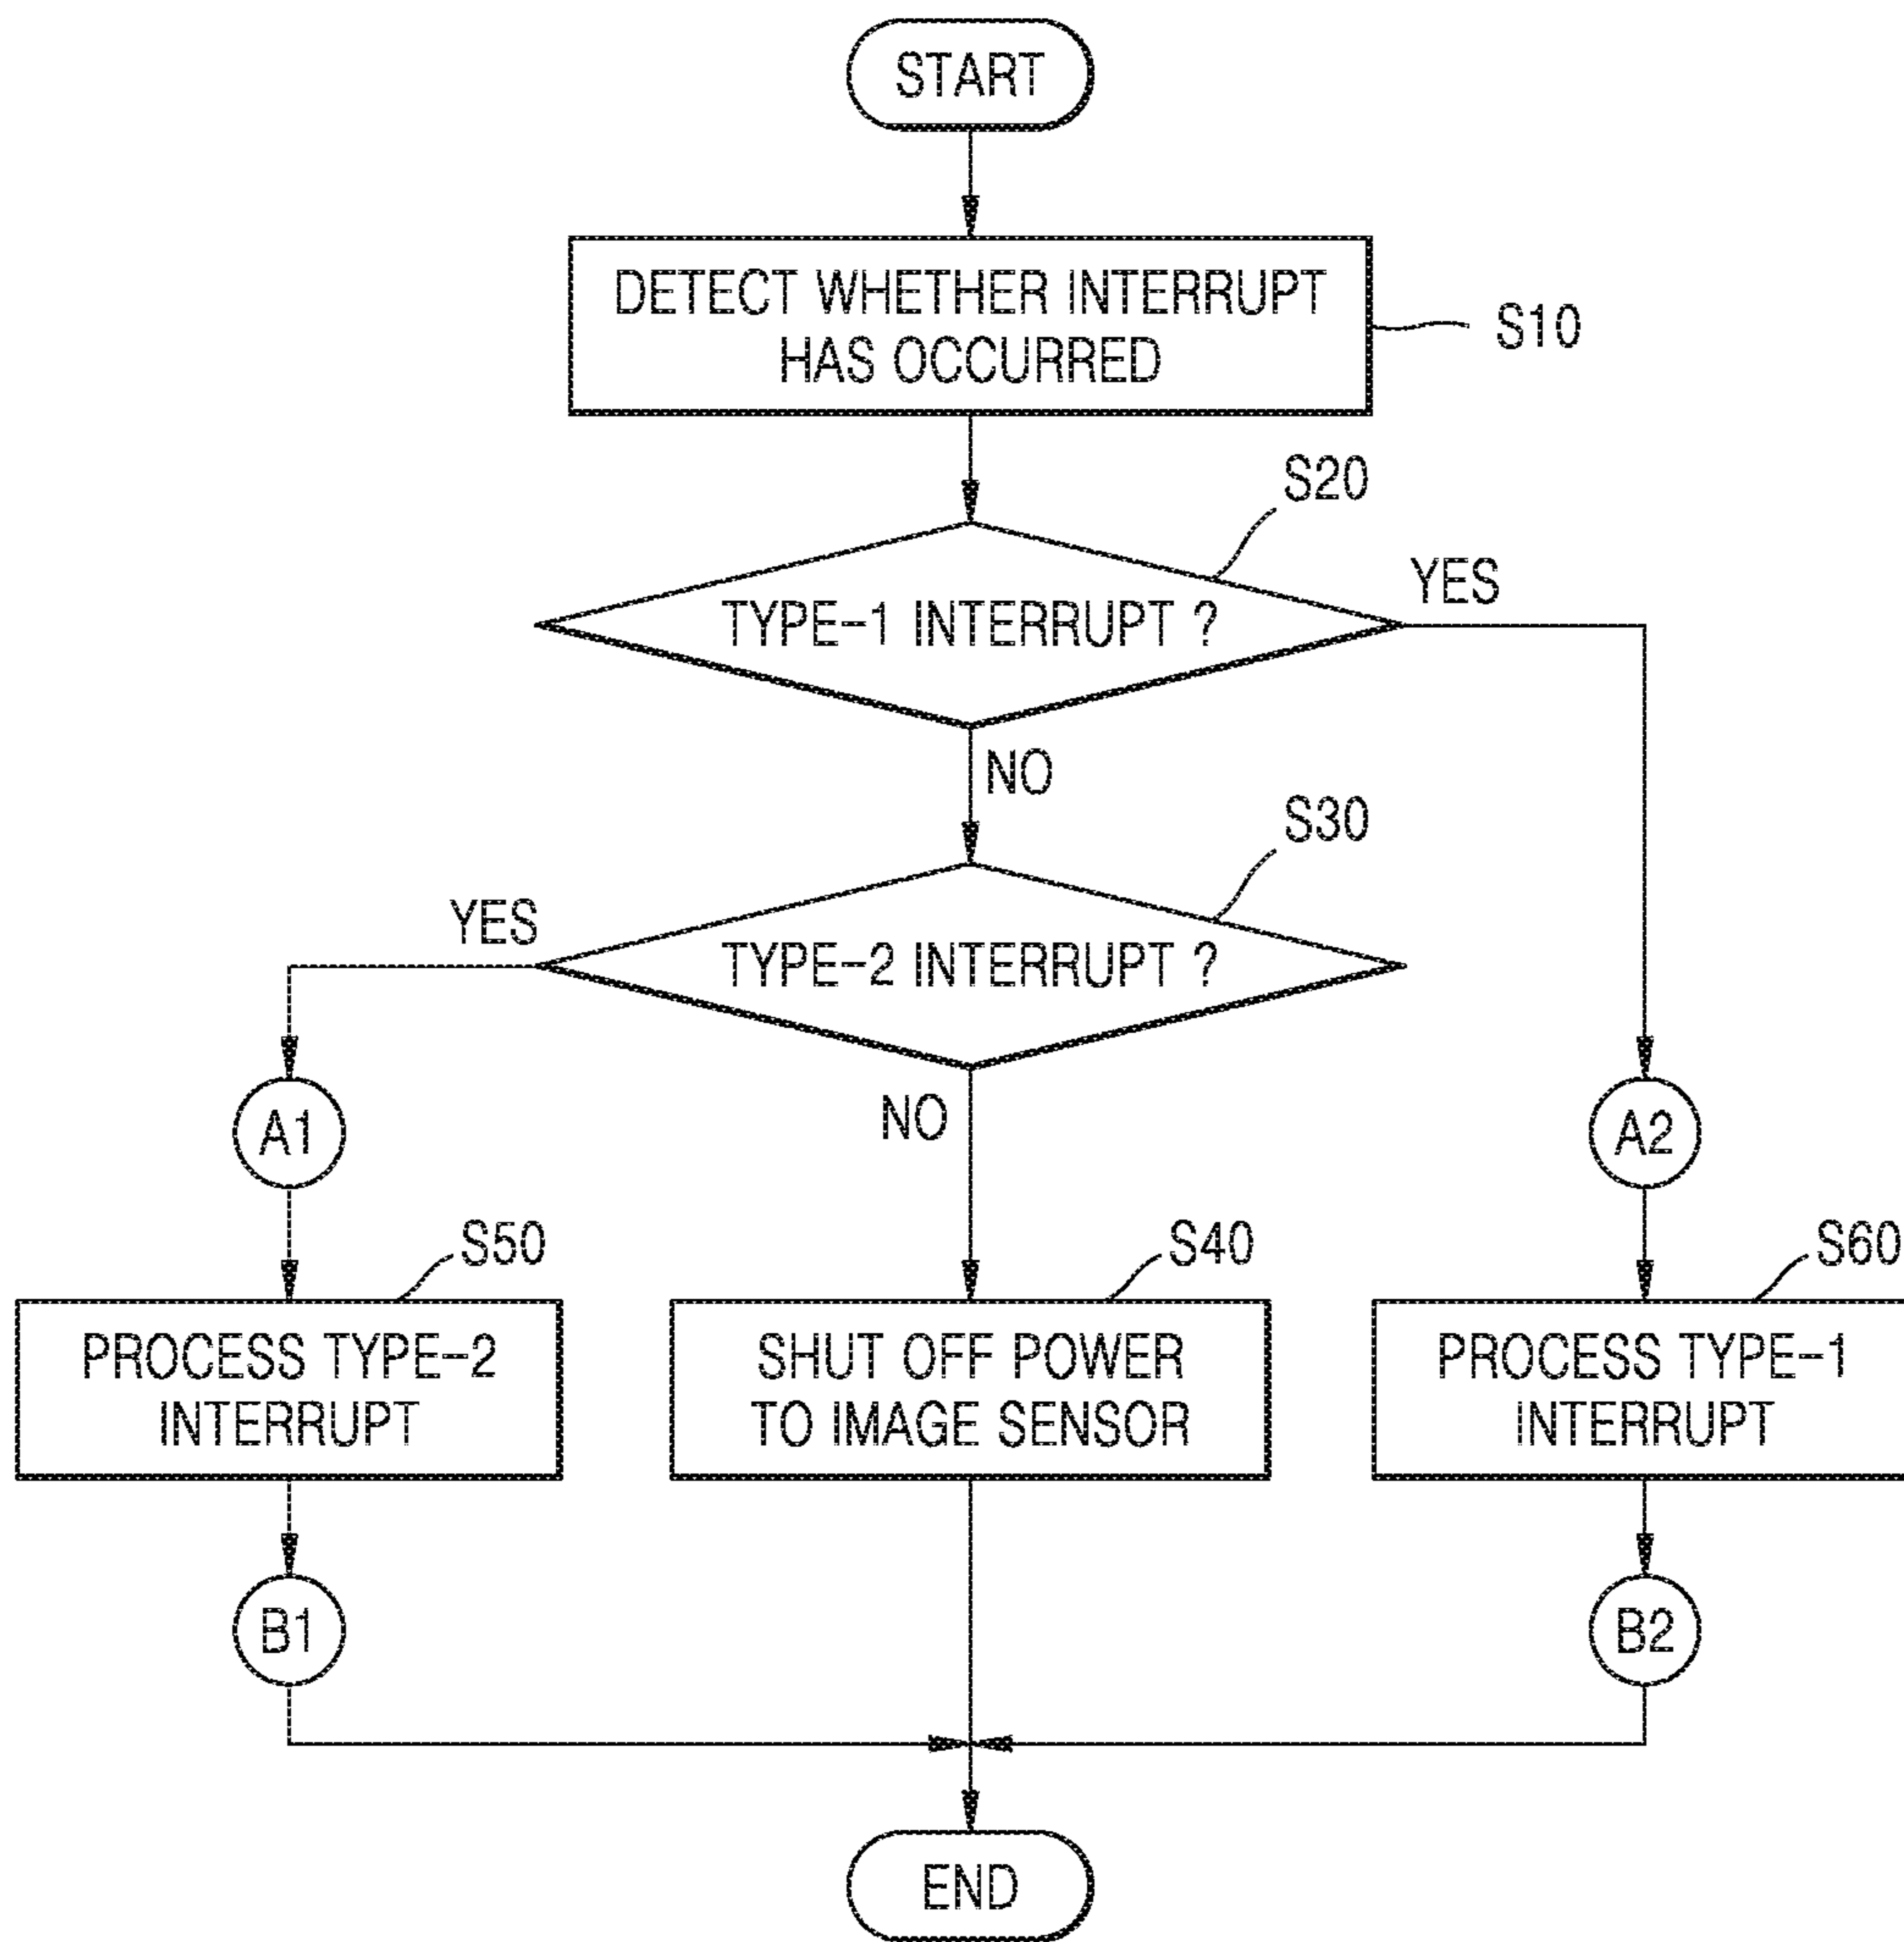 START
DETECT WHETHER INTERRUPT
HAS OCCURRED
S10
S20
TYPE-1 INTERRUPT ?
YES
NO
S30
YES
TYPE-2 INTERRUPT ?
NO
A1
A2
S50
S40
S60
PROCESS TYPE-2
INTERRUPT
SHUT OFF POWER
TO IMAGE SENSOR
PROCESS TYPE-1
INTERRUPT
B1
B2
END